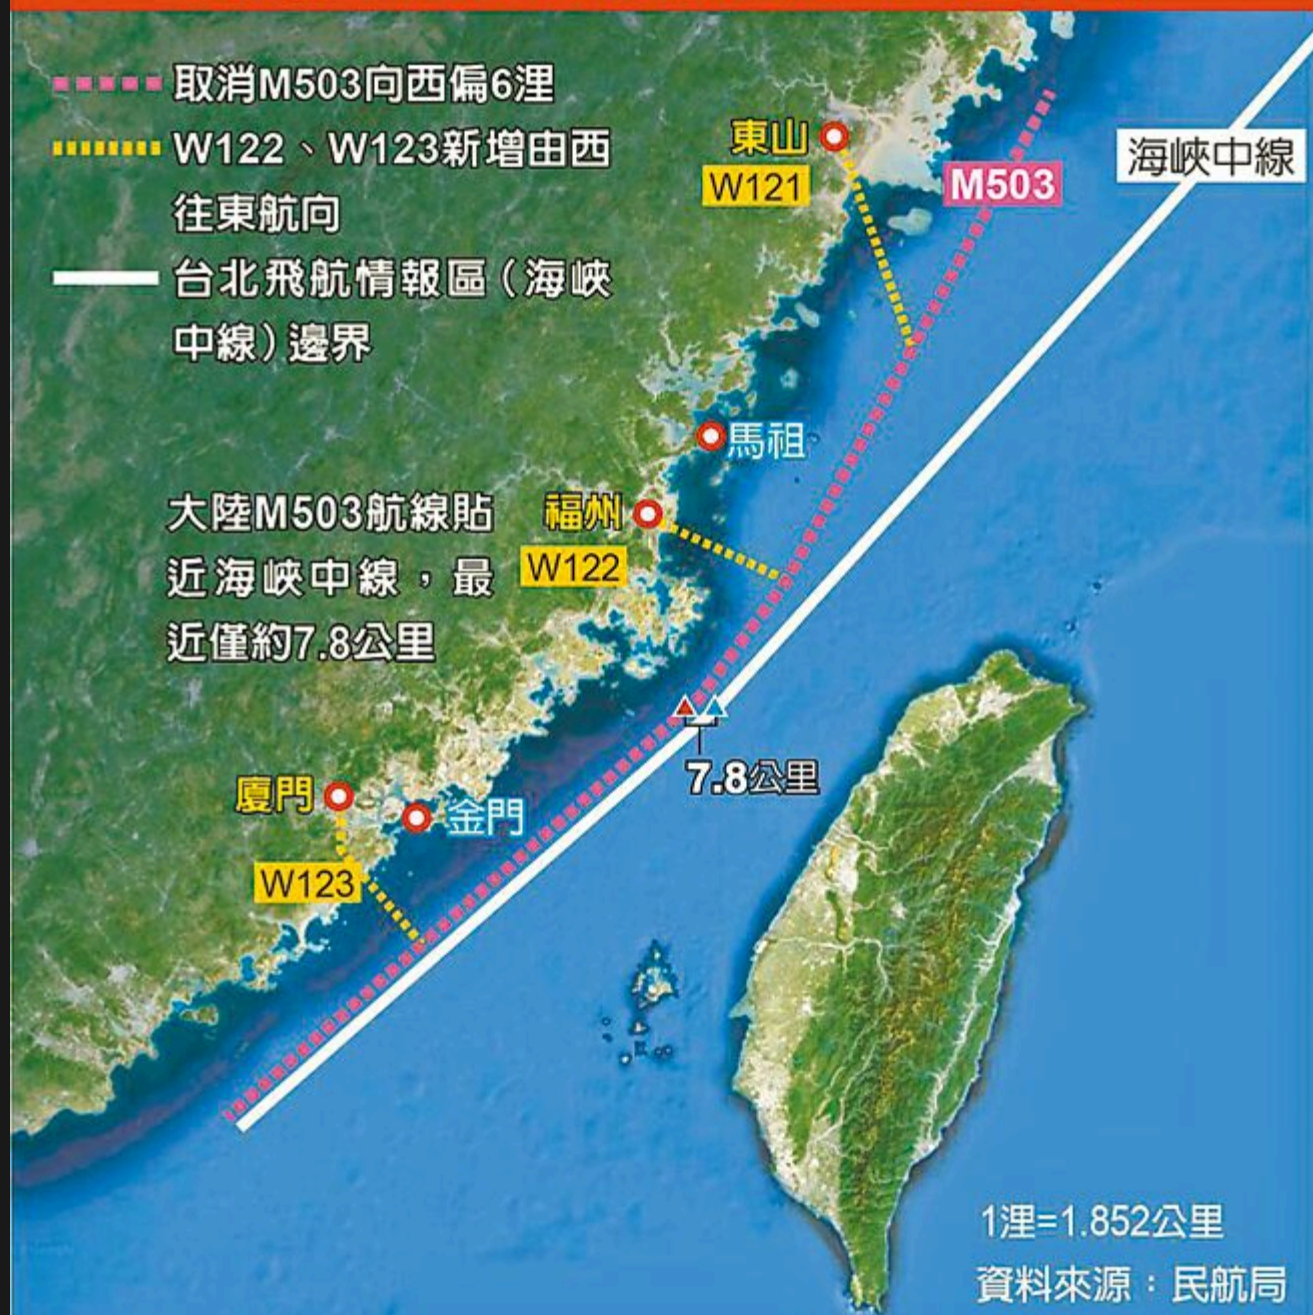 取消M503向西偏6浬
W122、W123新增由西
往東航向
台北飛航情報區（海峽
中線）邊界
東山
W121
M503
海峽中線
馬祖
大陸M503航線貼
近海峽中線，最
近僅約7.8公里
福州
W122
7.8公里
廈門
金門
W123
1浬=1.852公里
資料來源：民航局